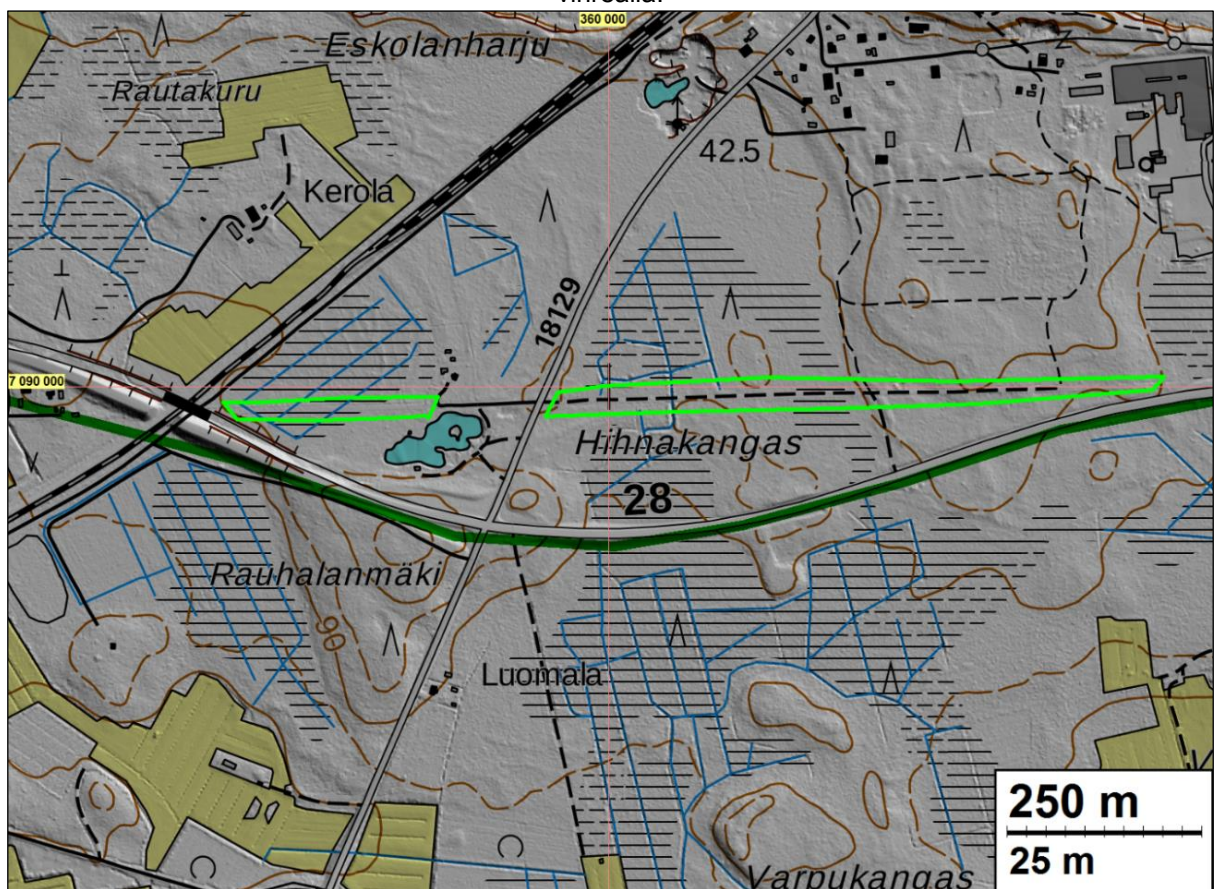 360 000
Eskolanharju
Rautakuru
42.5
Kerola
18129
7 090 000
Hihnakangas
28
Rauhalanmäki
90
Luomala
250 m
25 m
Varpukangas